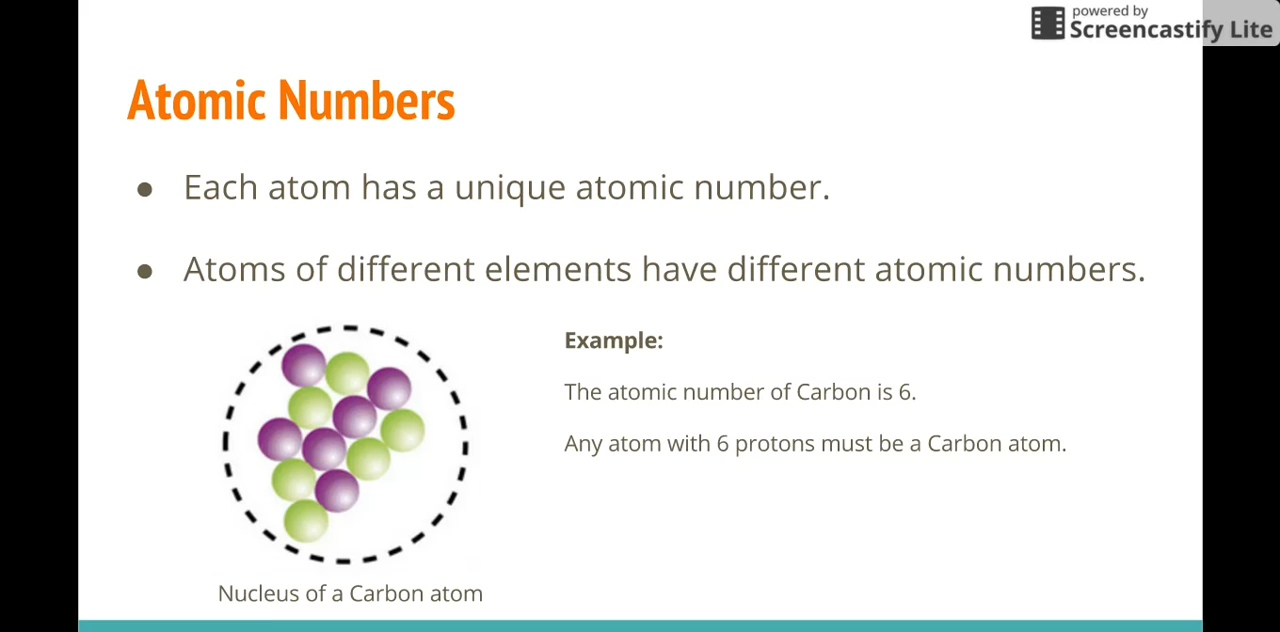 powered by
Screencastify Lite
Atomic Numbers
● Each atom has a unique atomic number.
● Atoms of different elements have different atomic numbers.
Example:
The atomic number of Carbon is 6.
Any atom with 6 protons must be a Carbon atom.
Nucleus of a Carbon atom